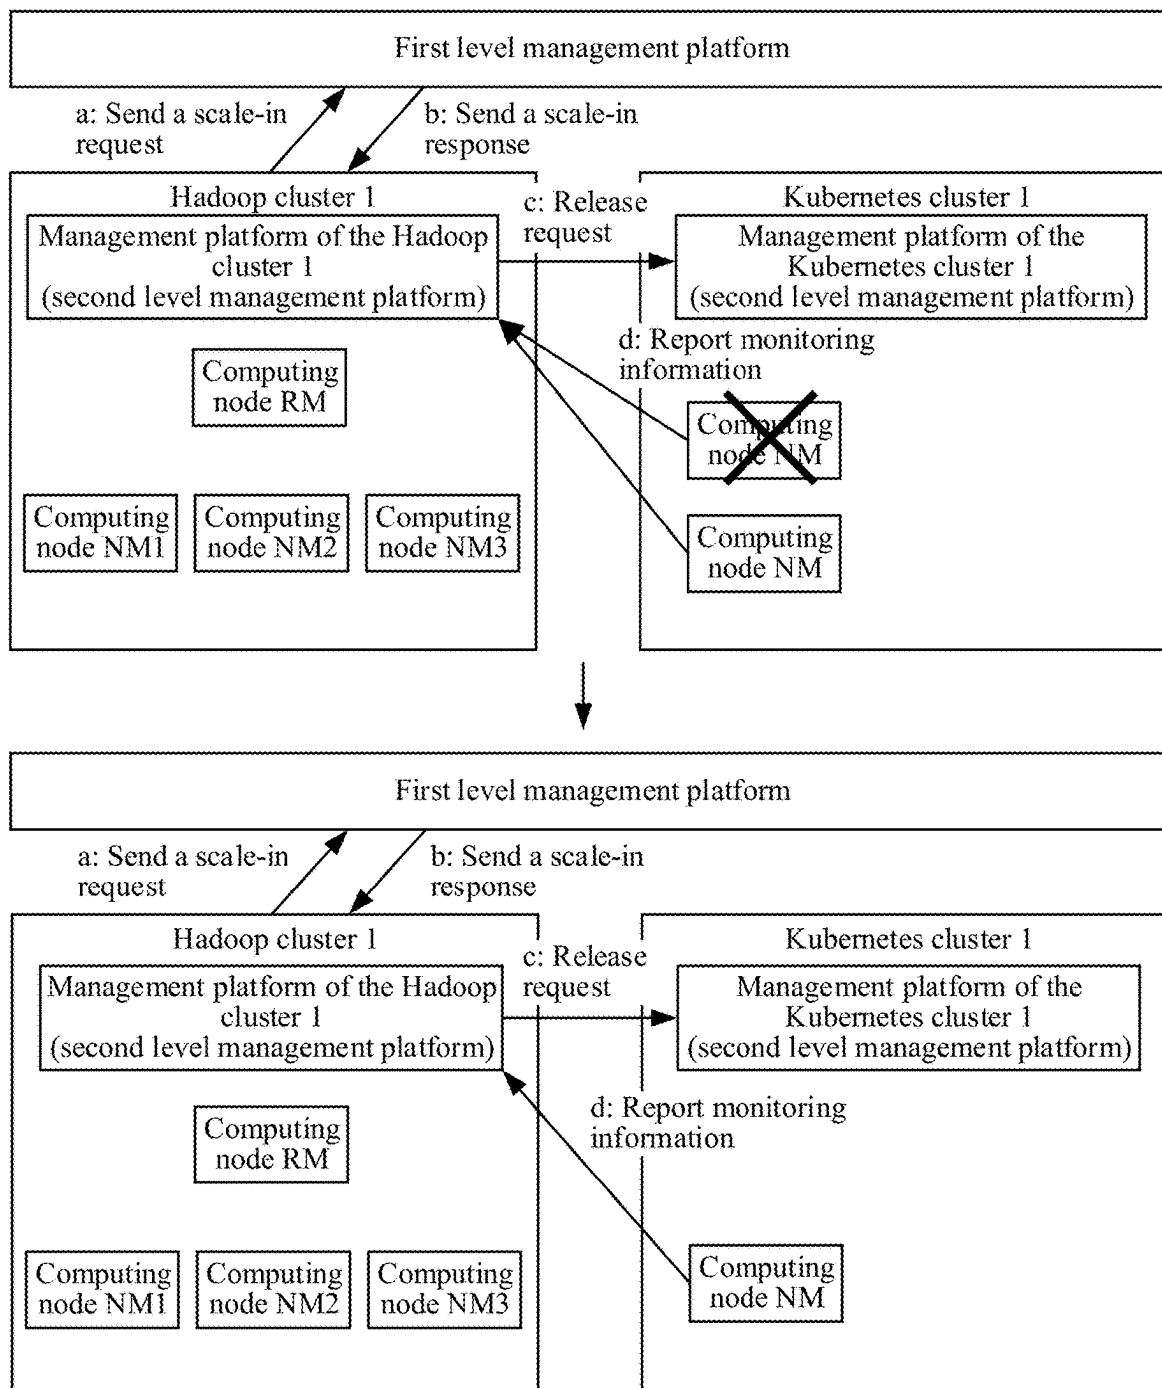 First level management platform
a: Send a scale-in
request
b: Send a scale-in
response
Hadoop cluster 1
Management platform of the Hadoop
cluster 1
(second level management platform)
c: Release
request
Kubernetes cluster 1
Management platform of the
Kubernetes cluster 1
(second level management platform)
d: Report monitoring
information
Computing
node RM
Computing
node NM
Computing
node NM1
Computing
node NM2
Computing
node NM3
Computing
node NM
First level management platform
a: Send a scale-in
request
b: Send a scale-in
response
Hadoop cluster 1
Management platform of the Hadoop
cluster 1
(second level management platform)
c: Release
request
Kubernetes cluster 1
Management platform of the
Kubernetes cluster 1
(second level management platform)
d: Report monitoring
information
Computing
node RM
Computing
node NM1
Computing
node NM2
Computing
node NM3
Computing
node NM